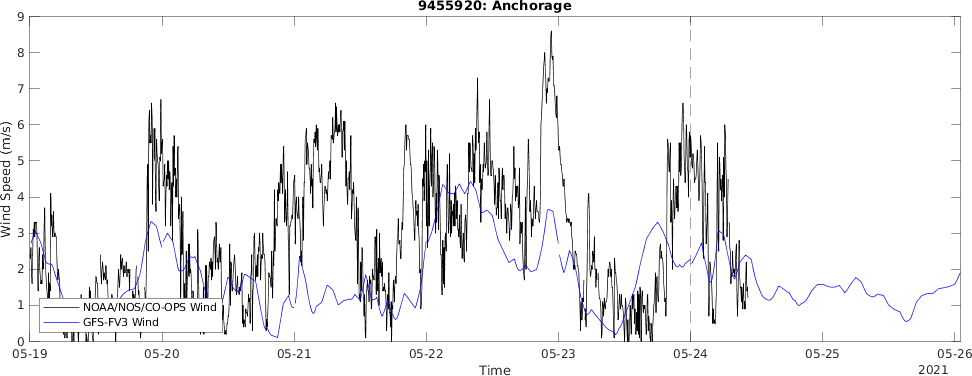 9455920: Anchorage
9
8
7
6
5
4
3
2
1
0
Wind Speed (m/s)
NOAA/NOS/CO-OPS Wind
GFS-FV3 Wind
05-19 05-20 05-21 05-22 05-23 05-24 05-25 05-26
Time
2021